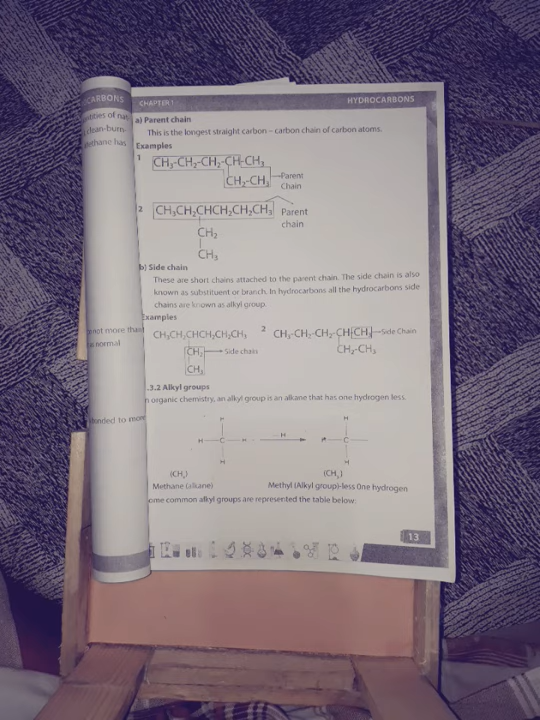 CARBONS
CHAPTER 1
HYDROCARBONS
a) Parent chain
This is the longest straight carbon – carbon chain of carbon atoms.
Examples
1
CH₃-CH₂-CH₂-CH-CH₃
CH₂-CH₃
Parent
Chain
2
CH₃CH₂CHCH₂CH₂CH₃
Parent
chain
CH₂
CH₃
b) Side chain
These are short chains attached to the parent chain. The side chain is also
known as substituent or branch. In hydrocarbons all the hydrocarbons side
chains are known as alkyl group.
Examples
CH₃CH₂CHCH₂CH₂CH₃
CH₂
Side chain
CH₃
2
CH₃-CH₂-CH₂-CH-CH₃
Side Chain
CH₂-CH₃
.3.2 Alkyl groups
n organic chemistry, an alkyl group is an alkane that has one hydrogen less.
H
H
H
C
H
C
H
H
Methane (alkane)
Methyl (Alkyl group)-less One hydrogen
ome common alkyl groups are represented the table below:
13
clean-burn-
ethane has
not more than
normal
nded to more